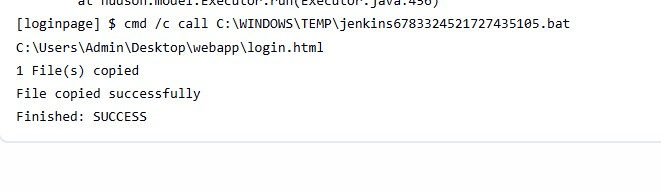 at hudson.model.Executor.run(Executor.java:456)
[loginpage] $ cmd /c call C:\WINDOWS\TEMP\jenkins6783324521727435105.bat
C:\Users\Admin\Desktop\webapp\login.html
1 File(s) copied
File copied successfully
Finished: SUCCESS